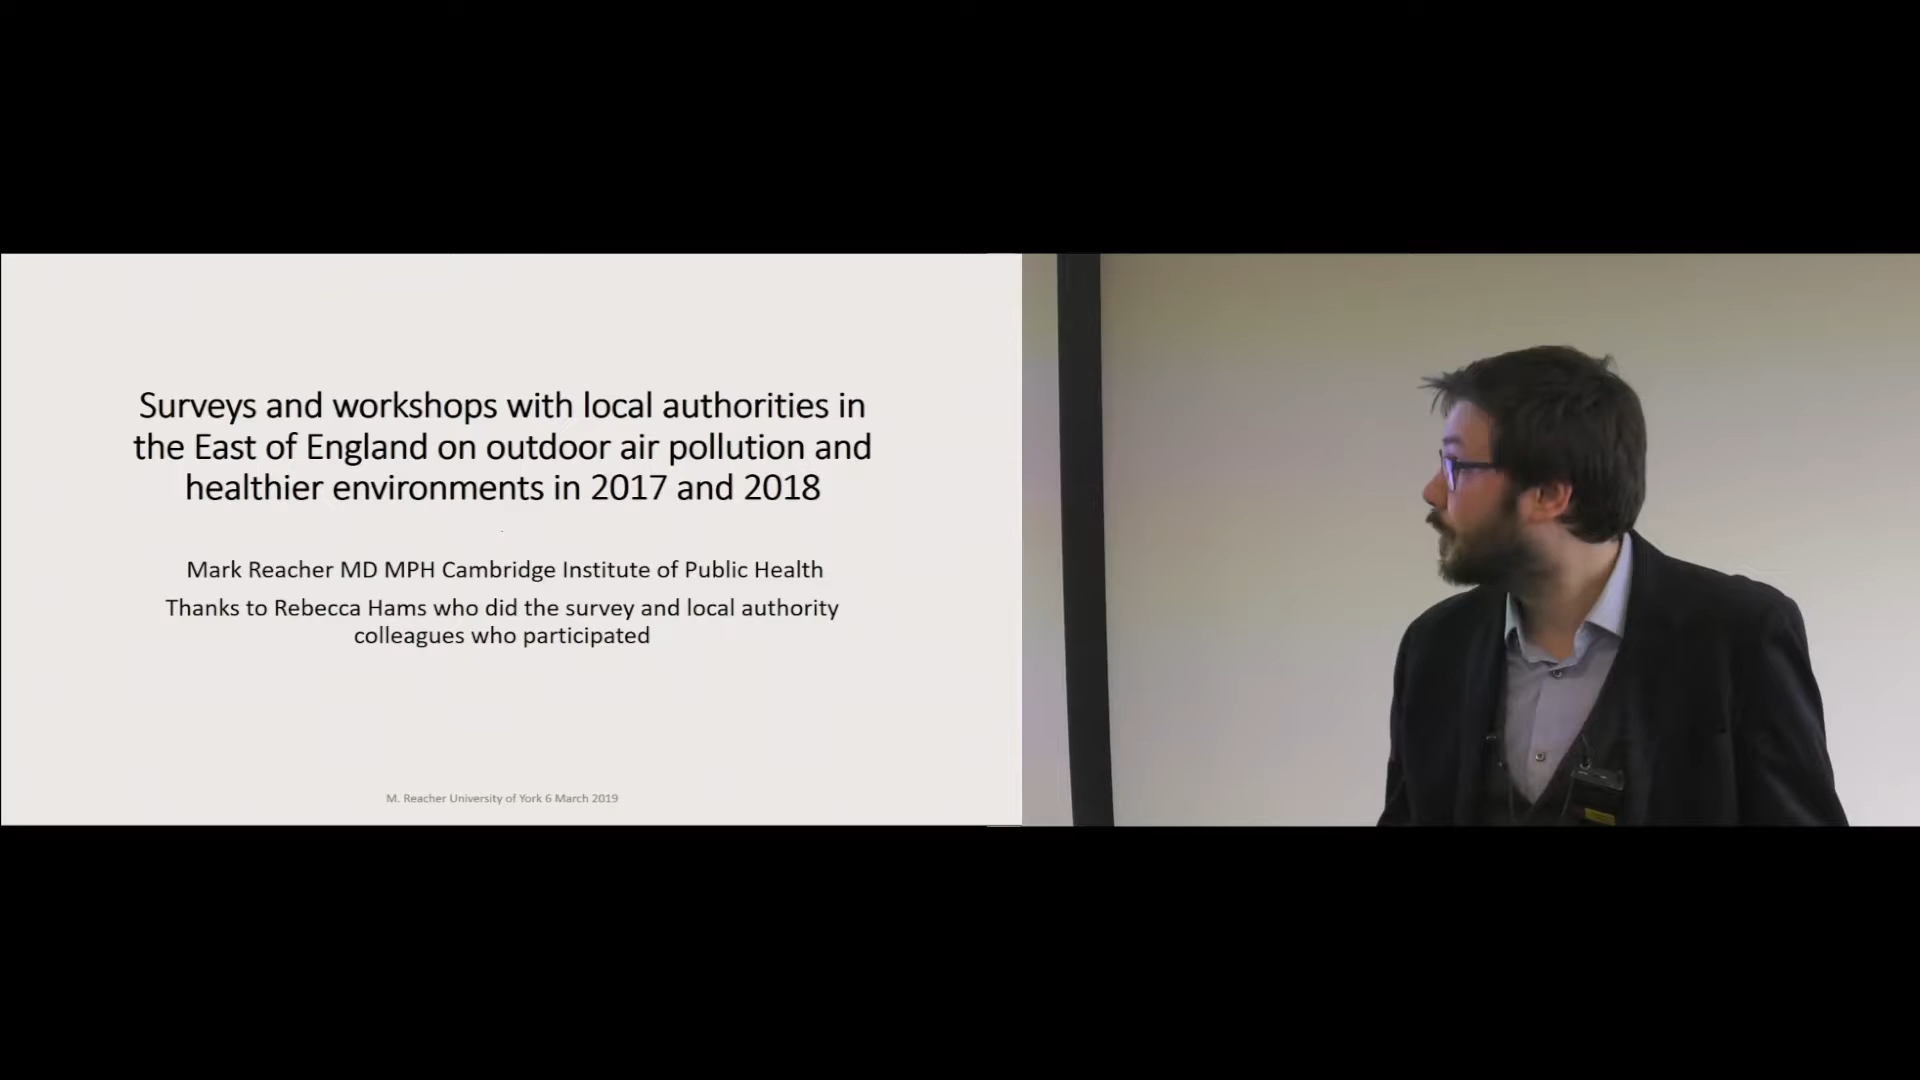 Surveys and workshops with local authorities in
the East of England on outdoor air pollution and
healthier environments in 2017 and 2018
Mark Reacher MD MPH Cambridge Institute of Public Health
Thanks to Rebecca Hams who did the survey and local authority
colleagues who participated
M. Reacher University of York 6 March 2019